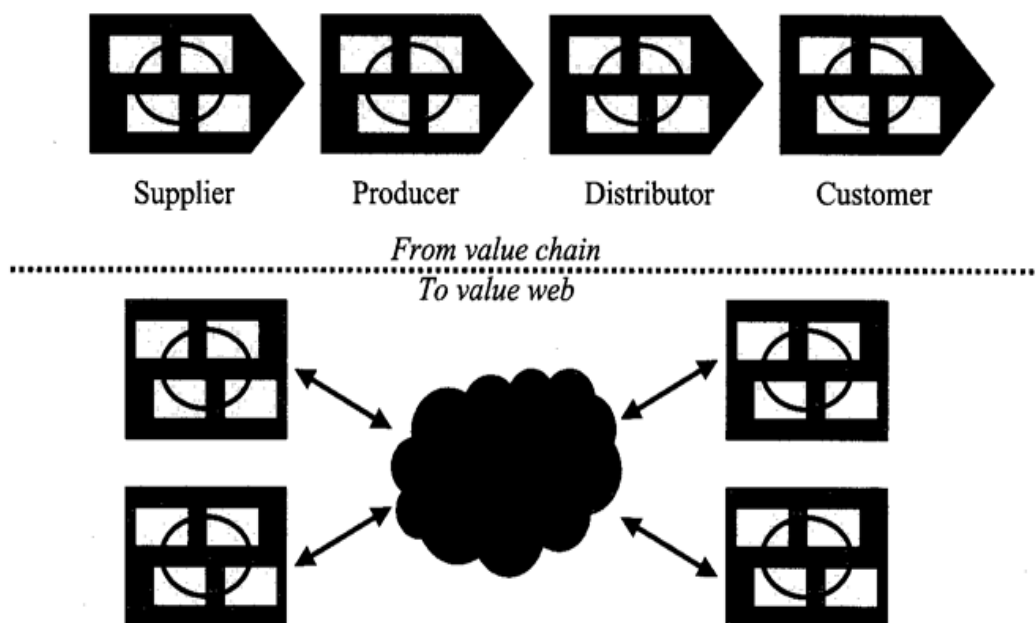 Supplier
Producer
Distributor
Customer
From value chain
To value web